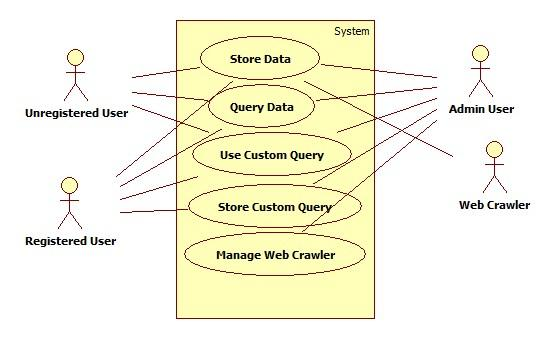 System
Store Data
Unregistered User
Query Data
Admin User
Use Custom Query
Web Crawler
Store Custom Query
Registered User
Manage Web Crawler